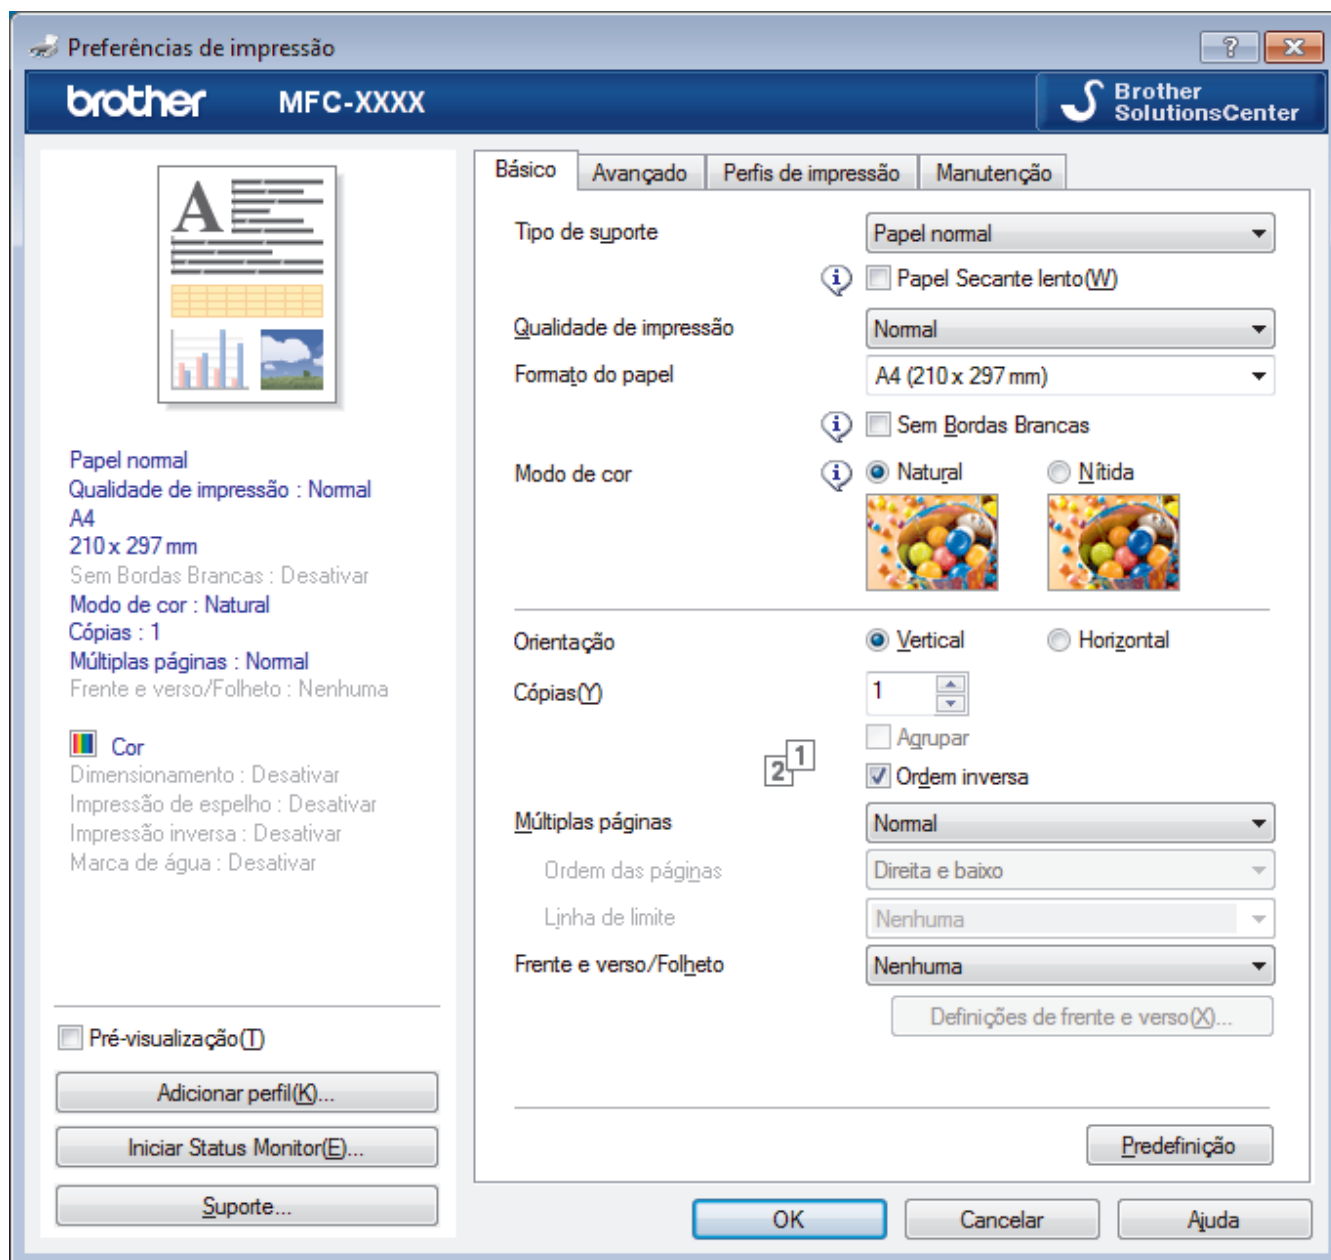 Preferências de impressão
brother MFC-XXXX Brother
SolutionsCenter
Básico Avançado Perfis de impressão Manutenção
A
Papel normal
Qualidade de impressão : Normal
A4
210 x 297 mm
Sem Bordas Brancas : Desativar
Modo de cor : Natural
Cópias : 1
Múltiplas páginas : Normal
Frente e verso/Folheto : Nenhuma
Cor
Dimensionamento : Desativar
Impressão de espelho : Desativar
Impressão inversa : Desativar
Marca de água : Desativar
Pré-visualização(T)
Adicionar perfil(K)...
Iniciar Status Monitor(E)...
Suporte...
Tipo de suporte Papel normal
Papel Secante lento(W)
Qualidade de impressão Normal
Formato do papel A4 (210 x 297 mm)
Sem Bordas Brancas
Modo de cor Natural Nítida
Orientação Vertical Horizontal
Cópias(Y) 1
Agrupar
2 1 Ordem inversa
Múltiplas páginas Normal
Ordem das páginas Direita e baixo
Linha de limite Nenhuma
Frente e verso/Folheto Nenhuma
Definições de frente e verso(X)...
Predefinição
OK Cancelar Ajuda